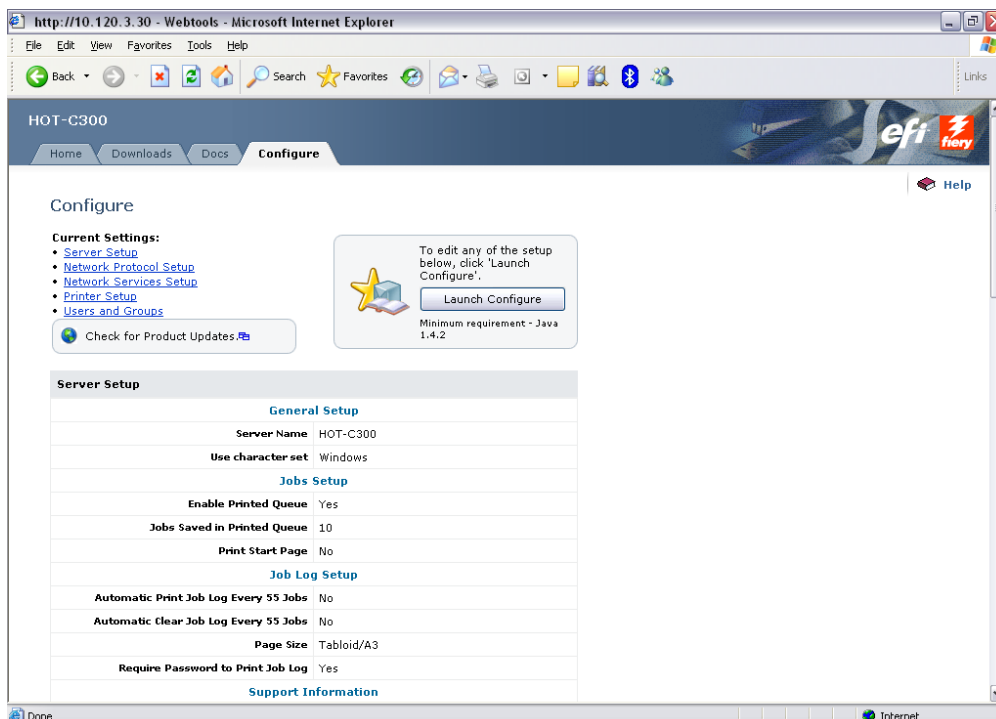 http://10.120.3.30 - Webtools - Microsoft Internet Explorer
File Edit View Favorites Tools Help
Back Search Favorites Links
HOT-C300
efi fiery
Home Downloads Docs Configure
Help
Configure
Current Settings:
• Server Setup
• Network Protocol Setup
• Network Services Setup
• Printer Setup
• Users and Groups
Check for Product Updates.
To edit any of the setup
below, click 'Launch
Configure'.
Launch Configure
Minimum requirement - Java
1.4.2
Server Setup
General Setup
Server Name HOT-C300
Use character set Windows
Jobs Setup
Enable Printed Queue Yes
Jobs Saved in Printed Queue 10
Print Start Page No
Job Log Setup
Automatic Print Job Log Every 55 Jobs No
Automatic Clear Job Log Every 55 Jobs No
Page Size Tabloid/A3
Require Password to Print Job Log Yes
Support Information
Done Internet